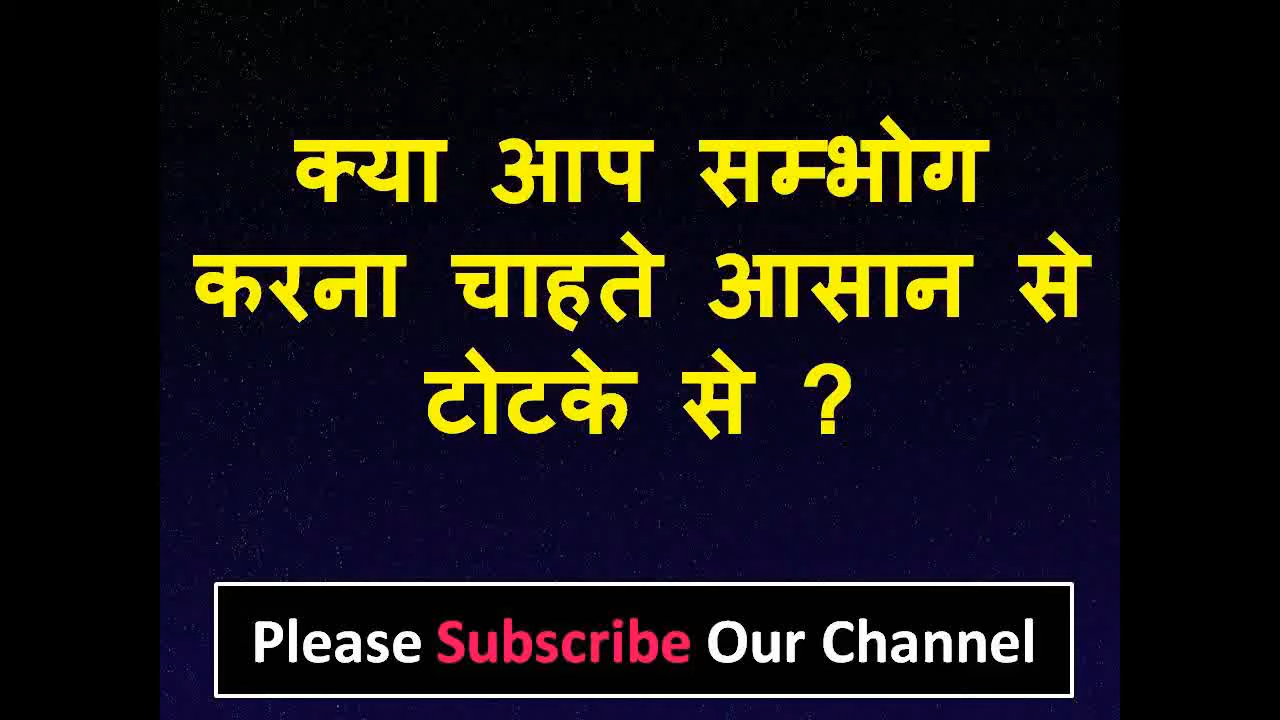 क्या आप सम्भोग
करना चाहते आसान से
टोटके से ?
Please Subscribe Our Channel